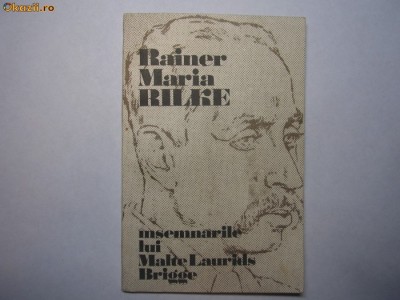 okazii.ro
Rainer
Maria
RILKE
însemnările
lui
Malte Laurids
Brigge